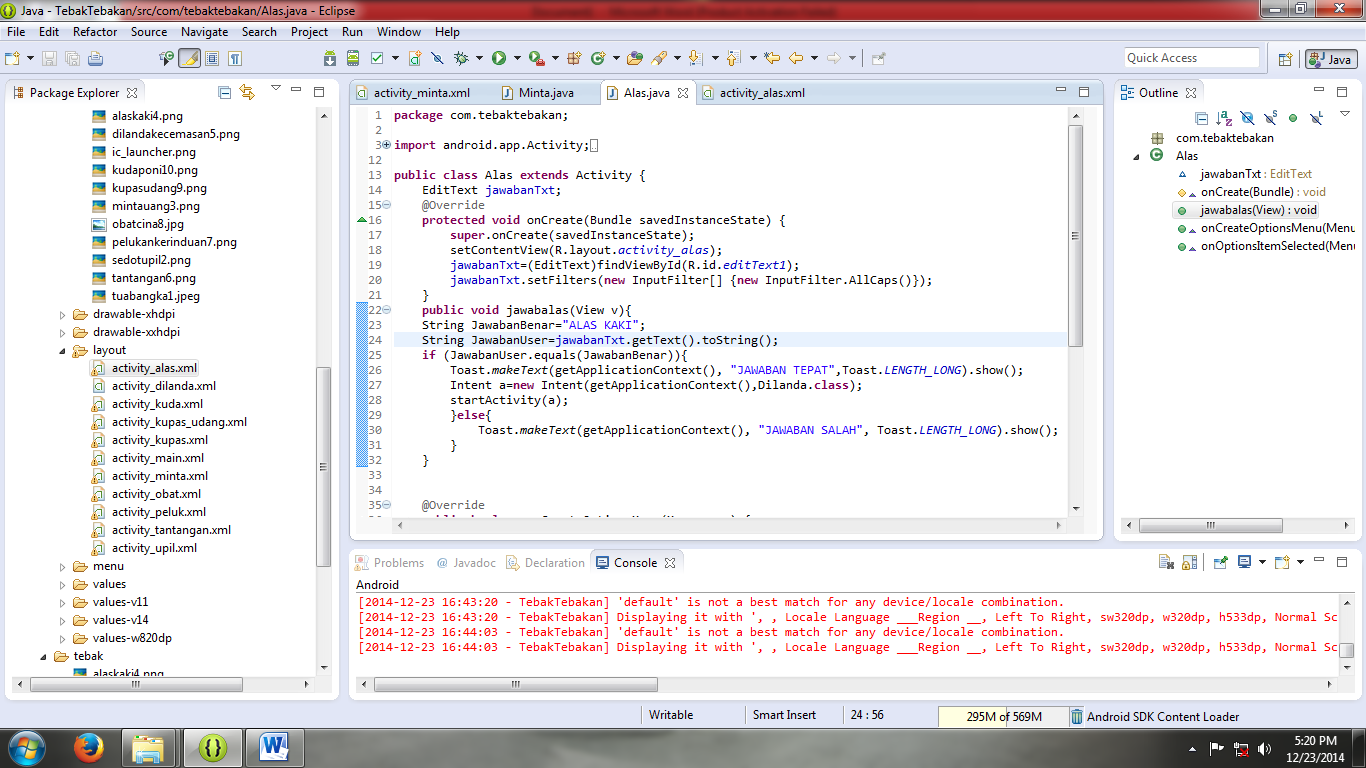 Java - TebakTebakan/src/com/tebaktebakan/Alas.java - Eclipse
File Edit Refactor Source Navigate Search Project Run Window Help
Quick Access
Java
Package Explorer
alaskaki4.png
dilandakecemasan5.png
ic_launcher.png
kudaponi10.png
kupasudang9.png
mintauang3.png
obatcina8.jpg
pelukankerinduan7.png
sedotupil2.png
tantangan6.png
tuabangka1.jpeg
drawable-xhdpi
drawable-xxhdpi
layout
activity_alas.xml
activity_dilanda.xml
activity_kuda.xml
activity_kupas_udang.xml
activity_kupas.xml
activity_main.xml
activity_minta.xml
activity_obat.xml
activity_peluk.xml
activity_tantangan.xml
activity_upil.xml
menu
values
values-v11
values-v14
values-w820dp
tebak
alaskaki4.png
activity_minta.xml Minta.java Alas.java activity_alas.xml
1 package com.tebaktebakan;
2
3 import android.app.Activity;
12
13 public class Alas extends Activity {
14 EditText jawabanTxt;
15 @Override
16 protected void onCreate(Bundle savedInstanceState) {
17 super.onCreate(savedInstanceState);
18 setContentView(R.layout.activity_alas);
19 jawabanTxt=(EditText)findViewById(R.id.editText1);
20 jawabanTxt.setFilters(new InputFilter[] {new InputFilter.AllCaps()});
21 }
22 public void jawabalas(View v){
23 String JawabanBenar="ALAS KAKI";
24 String JawabanUser=jawabanTxt.getText().toString();
25 if (JawabanUser.equals(JawabanBenar)){
26 Toast.makeText(getApplicationContext(), "JAWABAN TEPAT",Toast.LENGTH_LONG).show();
27 Intent a=new Intent(getApplicationContext(),Dilanda.class);
28 startActivity(a);
29 }else{
30 Toast.makeText(getApplicationContext(), "JAWABAN SALAH", Toast.LENGTH_LONG).show();
31 }
32 }
33
34
35 @Override
Outline
com.tebaktebakan
Alas
jawabanTxt : EditText
onCreate(Bundle) : void
jawabalas(View) : void
onCreateOptionsMenu(Menu
onOptionsItemSelected(Menu
Problems Javadoc Declaration Console
Android
[2014-12-23 16:43:20 - TebakTebakan] 'default' is not a best match for any device/locale combination.
[2014-12-23 16:43:20 - TebakTebakan] Displaying it with ', , Locale Language ___Region __, Left To Right, sw320dp, w320dp, h533dp, Normal Sc
[2014-12-23 16:44:03 - TebakTebakan] 'default' is not a best match for any device/locale combination.
[2014-12-23 16:44:03 - TebakTebakan] Displaying it with ', , Locale Language ___Region __, Left To Right, sw320dp, w320dp, h533dp, Normal Sc
Writable Smart Insert 24 : 56 295M of 569M Android SDK Content Loader
5:20 PM
12/23/2014